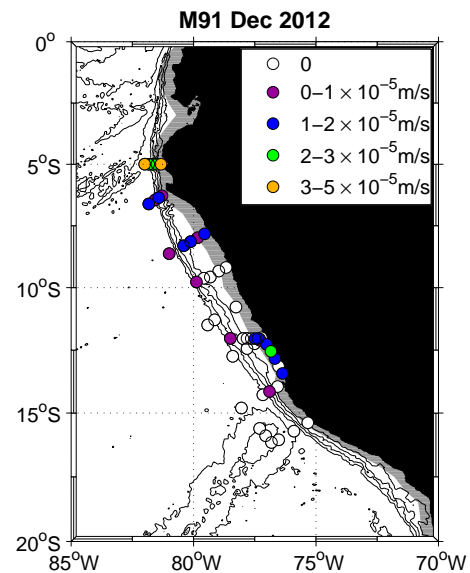 M91 Dec 2012
0°
0
0–1 × 10⁻⁵m/s
1–2 × 10⁻⁵m/s
5°S
2–3 × 10⁻⁵m/s
3–5 × 10⁻⁵m/s
10°S
15°S
20°S
85°W 80°W 75°W 70°W